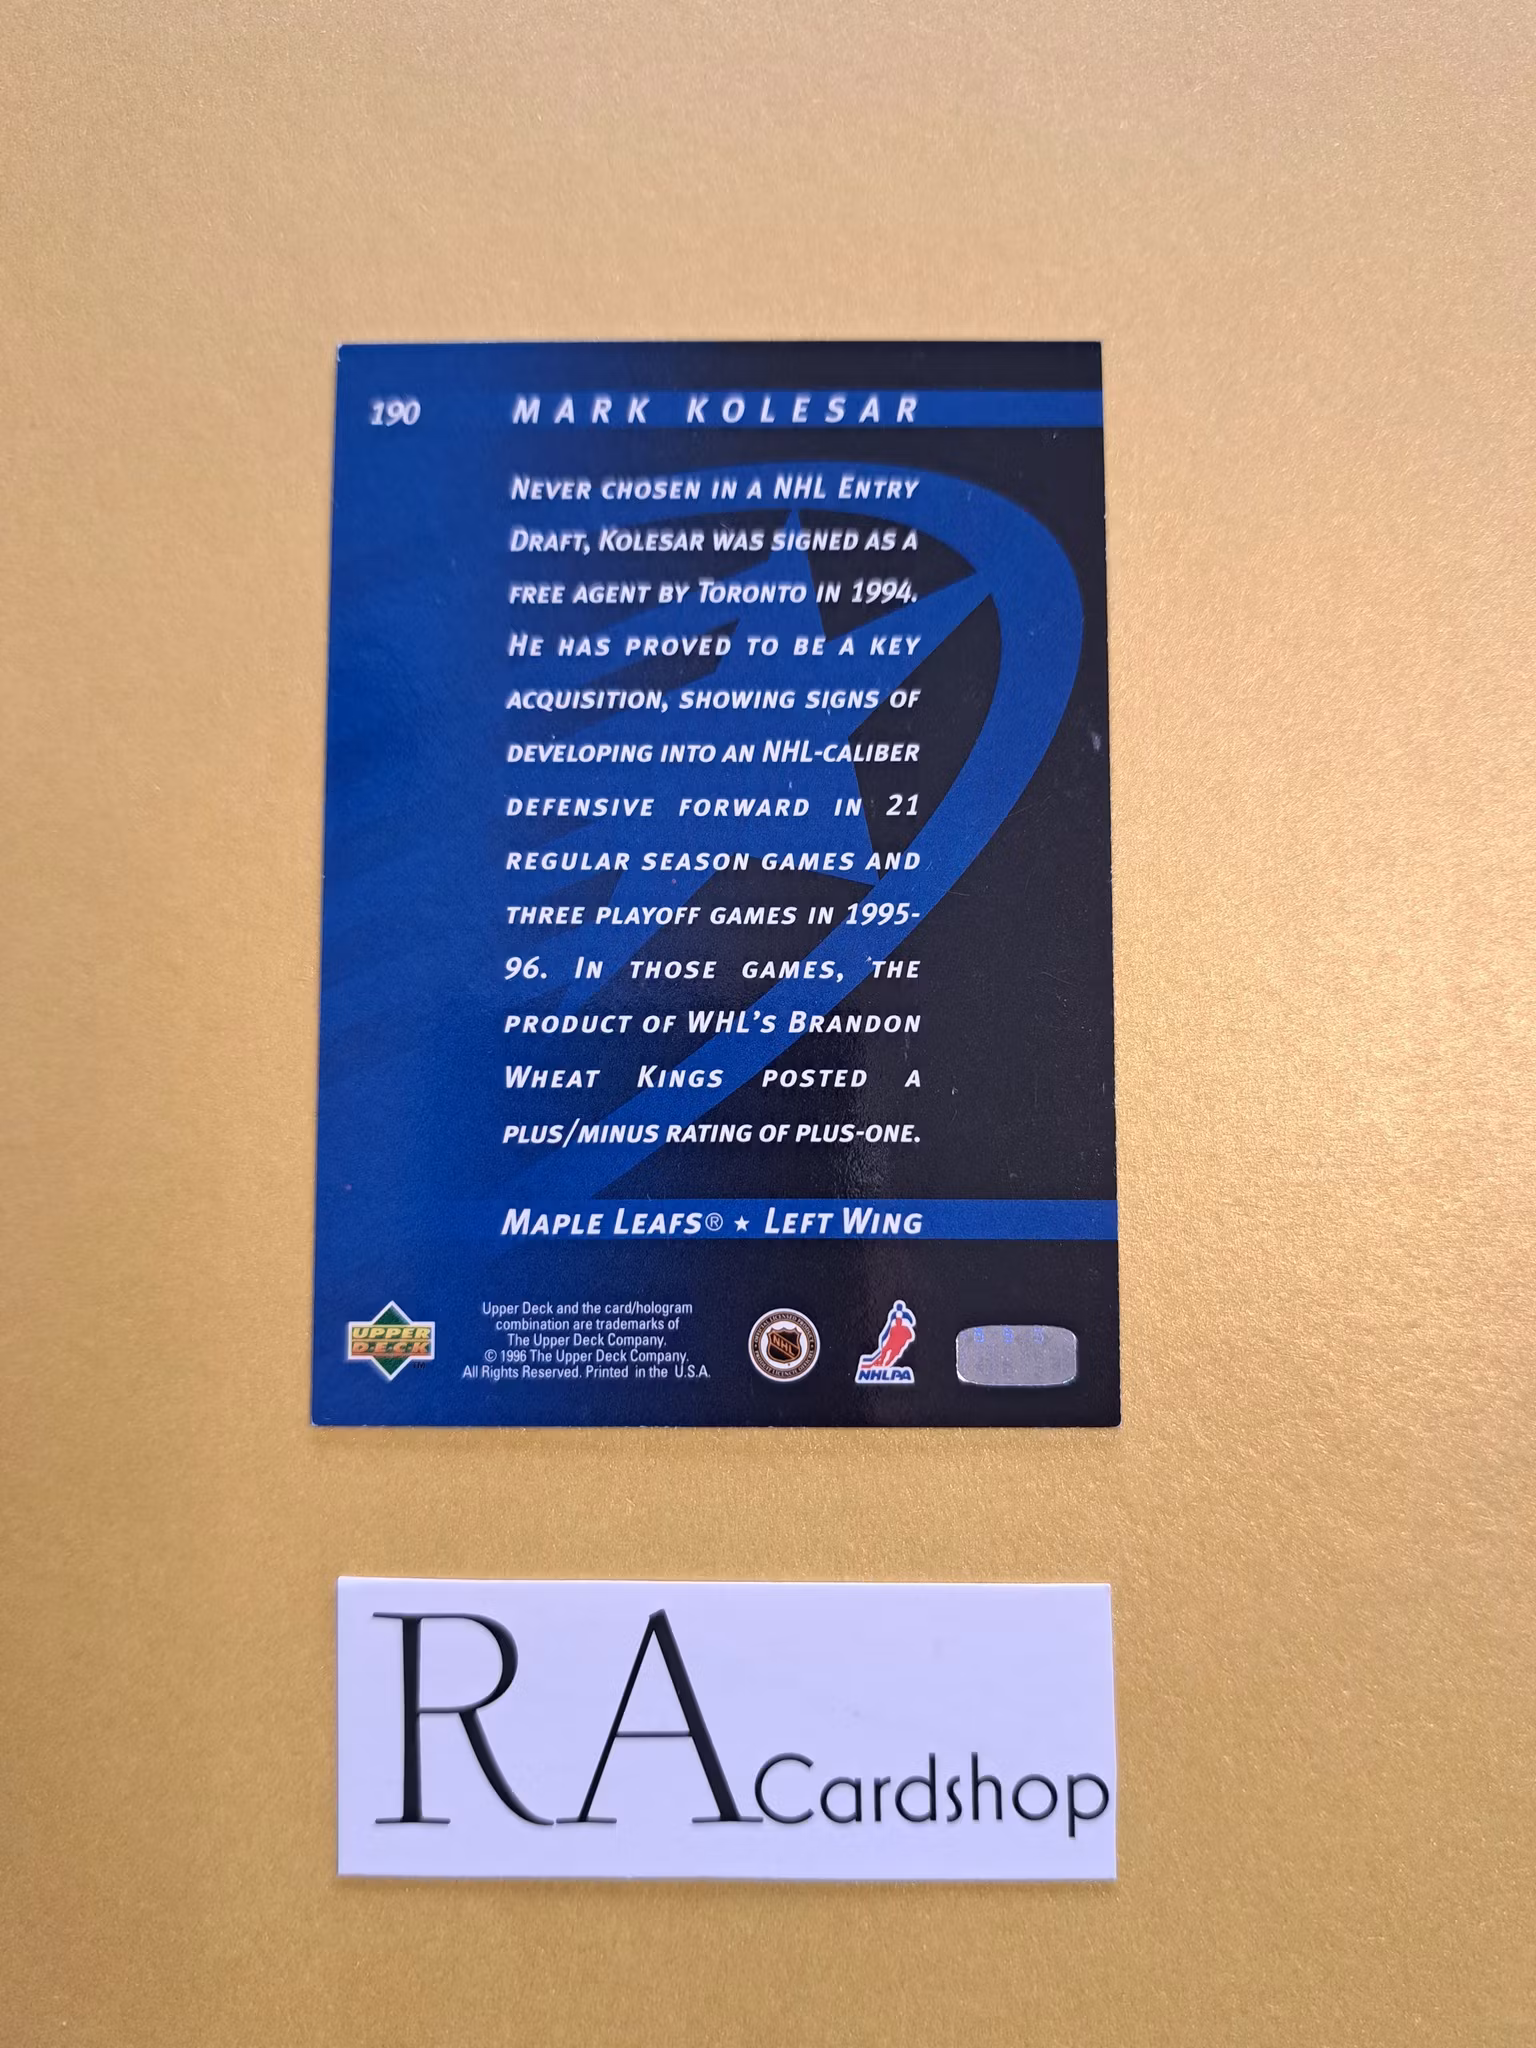 190 MARK KOLESAR
NEVER CHOSEN IN A NHL ENTRY
DRAFT, KOLESAR WAS SIGNED AS A
FREE AGENT BY TORONTO IN 1994.
HE HAS PROVED TO BE A KEY
ACQUISITION, SHOWING SIGNS OF
DEVELOPING INTO AN NHL-CALIBER
DEFENSIVE FORWARD IN 21
REGULAR SEASON GAMES AND
THREE PLAYOFF GAMES IN 1995-
96. IN THOSE GAMES, THE
PRODUCT OF WHL'S BRANDON
WHEAT KINGS POSTED A
PLUS/MINUS RATING OF PLUS-ONE.
MAPLE LEAFS® ★ LEFT WING
UPPER
DECK
Upper Deck and the card/hologram
combination are trademarks of
The Upper Deck Company.
© 1996 The Upper Deck Company.
All Rights Reserved. Printed in the U.S.A.
NHL
NHLPA
RA Cardshop